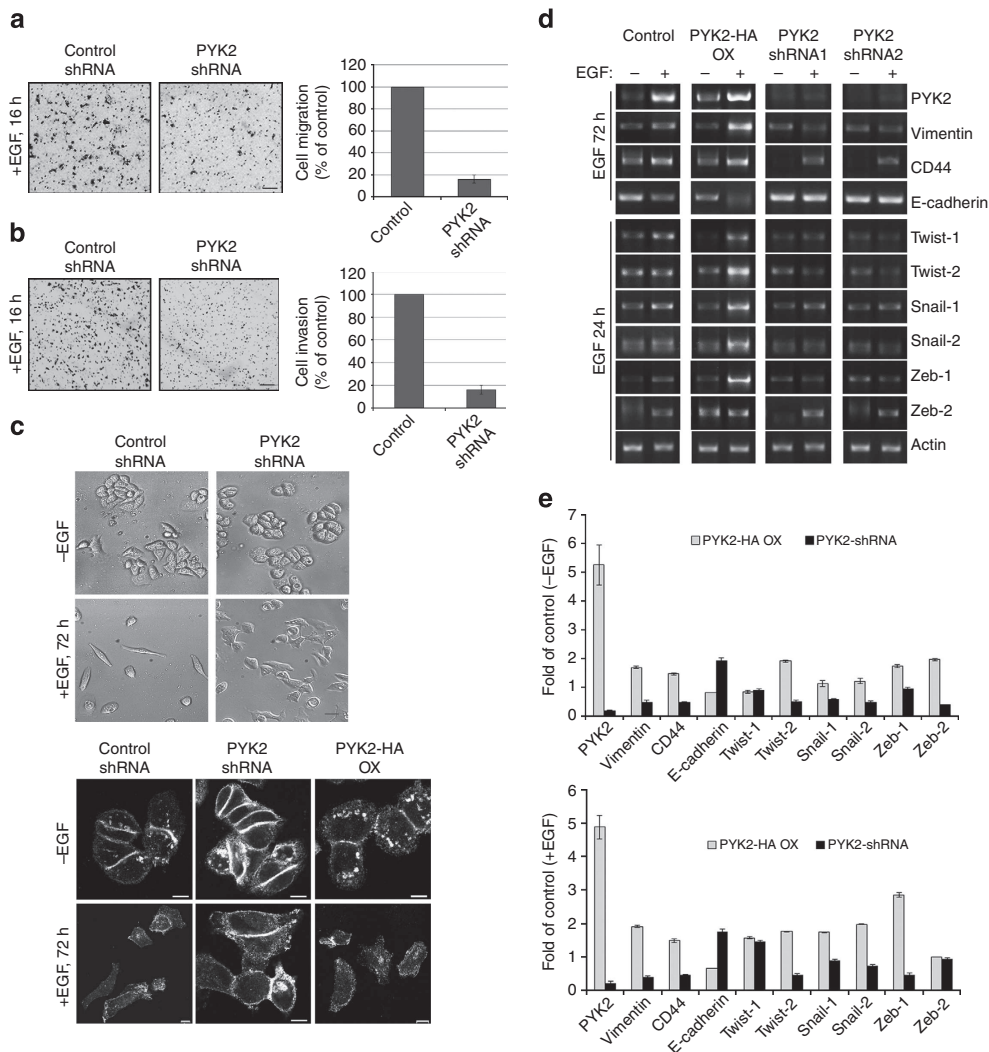 a
Control
shRNA
PYK2
shRNA
+EGF, 16 h
Cell migration
(% of control)
120
100
80
60
40
20
0
Control
PYK2
shRNA
b
Control
shRNA
PYK2
shRNA
+EGF, 16 h
Cell invasion
(% of control)
120
100
80
60
40
20
0
Control
PYK2
shRNA
c
Control
shRNA
PYK2
shRNA
–EGF
+EGF, 72 h
Control
shRNA
PYK2
shRNA
PYK2-HA
OX
–EGF
+EGF, 72 h
d
Control
PYK2-HA
OX
PYK2
shRNA1
PYK2
shRNA2
EGF: – + – + – + – +
EGF 72 h
PYK2
Vimentin
CD44
E-cadherin
EGF 24 h
Twist-1
Twist-2
Snail-1
Snail-2
Zeb-1
Zeb-2
Actin
e
Fold of control (–EGF)
7
6
5
4
3
2
1
0
PYK2-HA OX
PYK2-shRNA
PYK2
Vimentin
CD44
E-cadherin
Twist-1
Twist-2
Snail-1
Snail-2
Zeb-1
Zeb-2
Fold of control (+EGF)
6
5
4
3
2
1
0
PYK2-HA OX
PYK2-shRNA
PYK2
Vimentin
CD44
E-cadherin
Twist-1
Twist-2
Snail-1
Snail-2
Zeb-1
Zeb-2